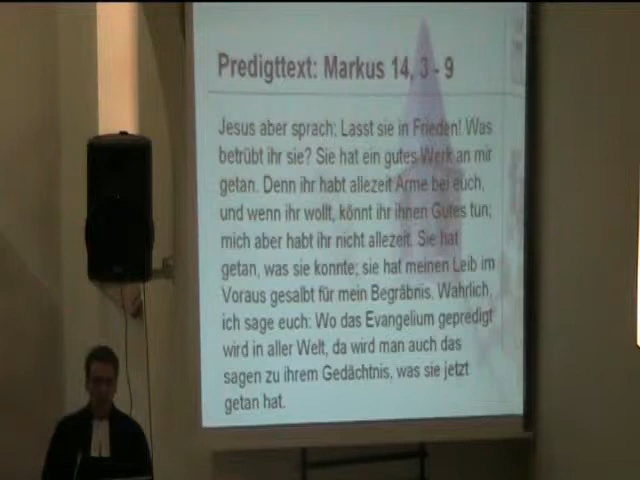 Predigttext: Markus 14, 3 - 9
Jesus aber sprach: Lasst sie in Frieden! Was
betrübt ihr sie? Sie hat ein gutes Werk an mir
getan. Denn ihr habt allezeit Arme bei euch,
und wenn ihr wollt, könnt ihr ihnen Gutes tun;
mich aber habt ihr nicht allezeit. Sie hat
getan, was sie konnte; sie hat meinen Leib im
Voraus gesalbt für mein Begräbnis. Wahrlich,
ich sage euch: Wo das Evangelium gepredigt
wird in aller Welt, da wird man auch das
sagen zu ihrem Gedächtnis, was sie jetzt
getan hat.